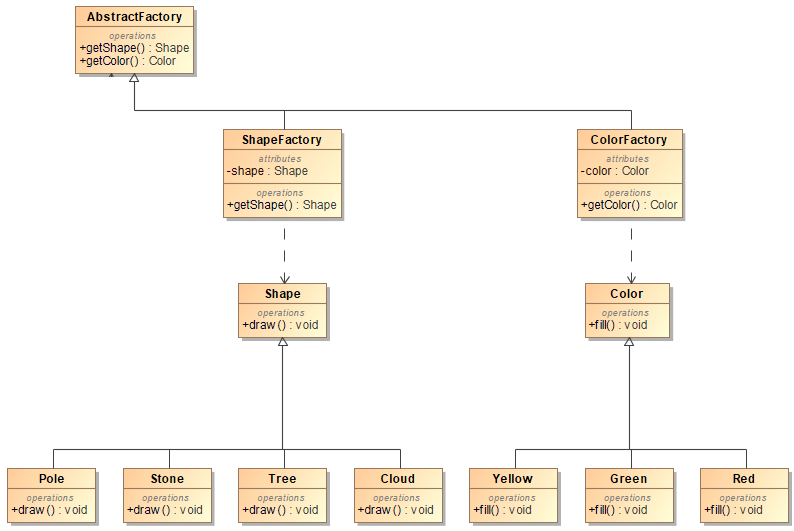 AbstractFactory
operations
+getShape() : Shape
+getColor() : Color
ShapeFactory
attributes
-shape : Shape
operations
+getShape() : Shape
ColorFactory
attributes
-color : Color
operations
+getColor() : Color
Shape
operations
+draw() : void
Color
operations
+fill() : void
Pole
operations
+draw() : void
Stone
operations
+draw() : void
Tree
operations
+draw() : void
Cloud
operations
+draw() : void
Yellow
operations
+fill() : void
Green
operations
+fill() : void
Red
operations
+fill() : void